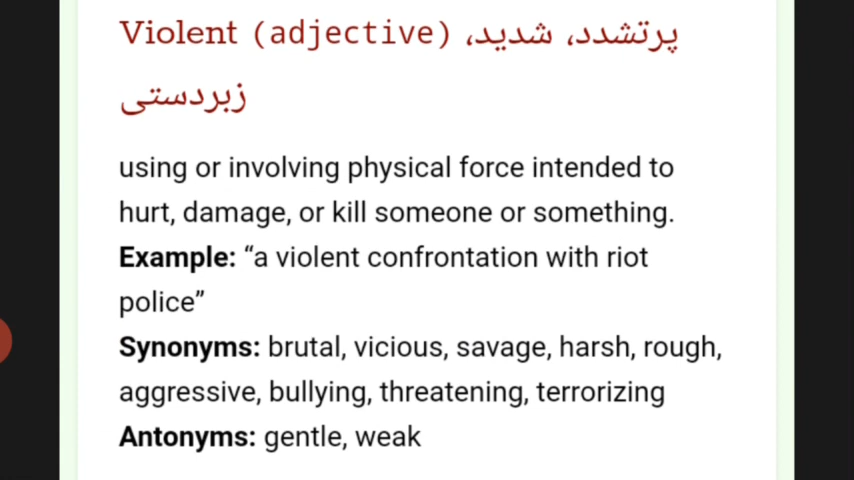 Violent (adjective) پرتشدد، شدید،
زبردستی
using or involving physical force intended to
hurt, damage, or kill someone or something.
Example: “a violent confrontation with riot
police”
Synonyms: brutal, vicious, savage, harsh, rough,
aggressive, bullying, threatening, terrorizing
Antonyms: gentle, weak